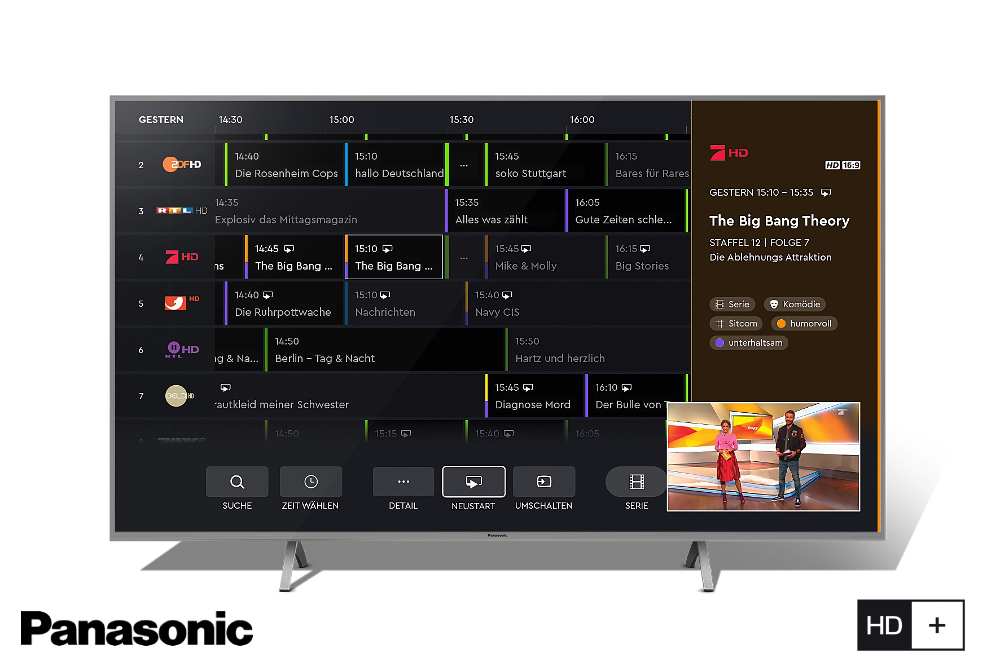 GESTERN 14:30 15:00 15:30 16:00
2 ZDF HD 14:40 15:10 15:45 16:15
Die Rosenheim Cops hallo Deutschland ... soko Stuttgart Bares für Rares
3 RTL HD 14:35 15:35 16:05
Explosiv das Mittagsmagazin Alles was zählt Gute Zeiten schle...
4 HD 14:45 15:10 15:45 16:15
ns The Big Bang ... The Big Bang ... ... Mike & Molly Big Stories
5 HD 14:40 15:10 15:40
Die Ruhrpottwache Nachrichten Navy CIS
6 RTL II HD 14:50 15:50
ag & Na... Berlin – Tag & Nacht Hartz und herzlich
7 GOLD HD 15:45 16:10
rautkleid meiner Schwester Diagnose Mord Der Bulle von T
8 MAXX HD 14:50 15:15 15:40 16:05
SUCHE ZEIT WÄHLEN DETAIL NEUSTART UMSCHALTEN SERIE
HD
HD 16:9
GESTERN 15:10 – 15:35
The Big Bang Theory
STAFFEL 12 | FOLGE 7
Die Ablehnungs Attraktion
Serie Komödie
Sitcom humorvoll
unterhaltsam
taff
Panasonic
Panasonic
HD +